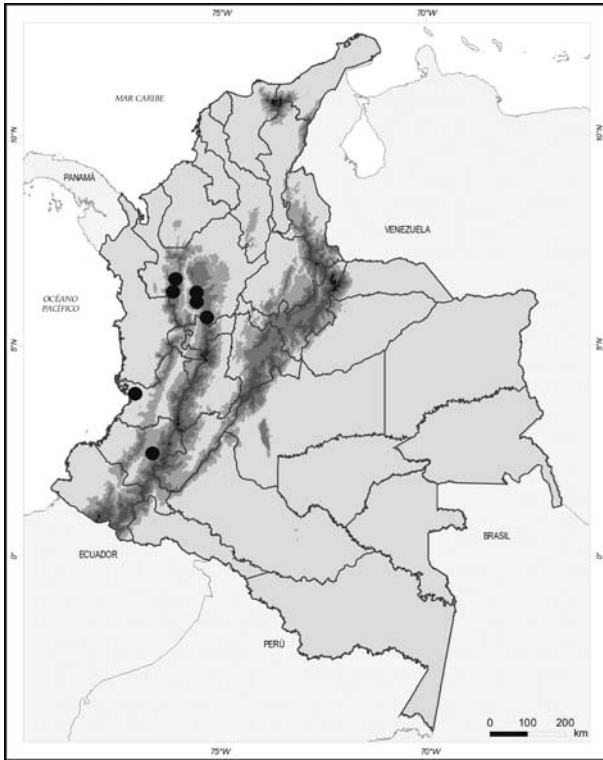 75°W 70°W
MAR CARIBE
10°N 10°N
PANAMÁ
VENEZUELA
OCÉANO
PACÍFICO
5°N 5°N
BRASIL
ECUADOR
0° 0°
PERÚ
0 100 200
km
75°W 70°W